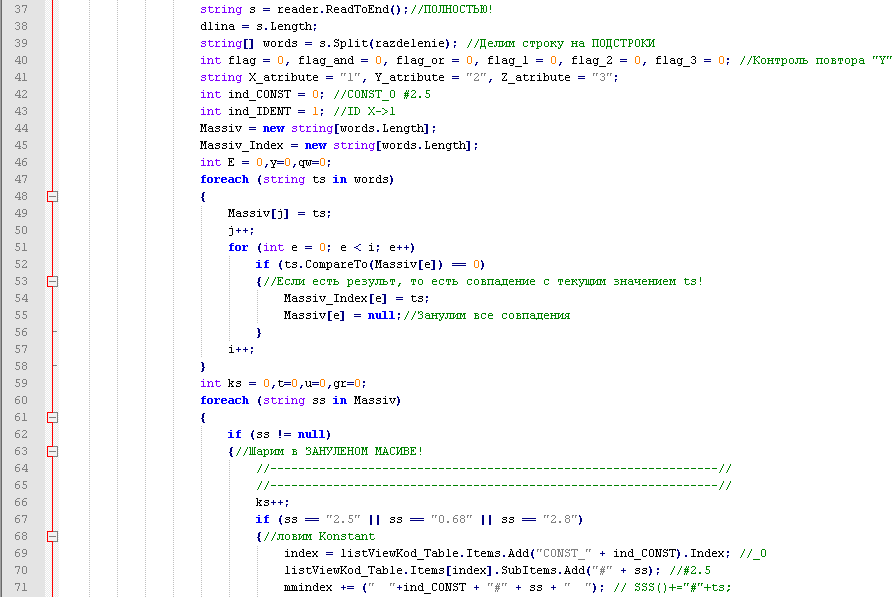 37 string s = reader.ReadToEnd();//ПОЛНОСТЬЮ!
38 dlina = s.Length;
39 string[] words = s.Split(razdelenie); //Делим строку на ПОДСТРОКИ
40 int flag = 0, flag_and = 0, flag_or = 0, flag_1 = 0, flag_2 = 0, flag_3 = 0; //Контроль повтора "Y"
41 string X_atribute = "1", Y_atribute = "2", Z_atribute = "3";
42 int ind_CONST = 0; //CONST_0 #2.5
43 int ind_IDENT = 1; //ID X->1
44 Massiv = new string[words.Length];
45 Massiv_Index = new string[words.Length];
46 int E = 0,y=0,qw=0;
47 foreach (string ts in words)
48 {
49 Massiv[j] = ts;
50 j++;
51 for (int e = 0; e < i; e++)
52 if (ts.CompareTo(Massiv[e]) == 0)
53 {//Если есть результ, то есть совпадение с текущим значением ts!
54 Massiv_Index[e] = ts;
55 Massiv[e] = null;//Занулим все совпадения
56 }
57 i++;
58 }
59 int ks = 0,t=0,u=0,gr=0;
60 foreach (string ss in Massiv)
61 {
62 if (ss != null)
63 {//Шарим в ЗАНУЛЕНОМ МАСИВЕ!
64 //----------------------------------------------------------------//
65 //----------------------------------------------------------------//
66 ks++;
67 if (ss == "2.5" || ss == "0.68" || ss == "2.8")
68 {//ловим Konstant
69 index = listViewKod_Table.Items.Add("CONST_" + ind_CONST).Index; //_0
70 listViewKod_Table.Items[index].SubItems.Add("#" + ss); //#2.5
71 mmindex += ("  "+ind_CONST + "#" + ss + "  "); // SSS()+="#"+ts;